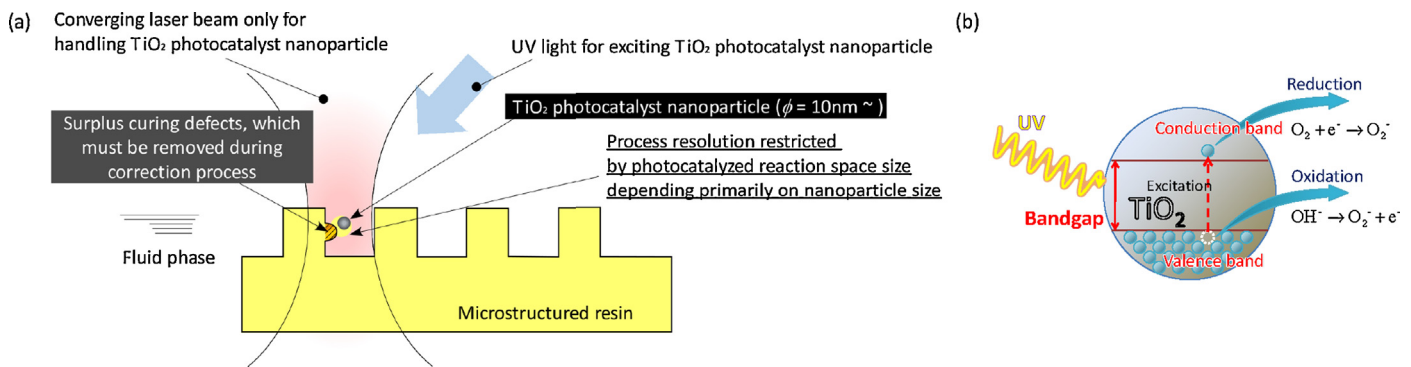 (a)
Converging laser beam only for
handling TiO₂ photocatalyst nanoparticle
UV light for exciting TiO₂ photocatalyst nanoparticle
TiO₂ photocatalyst nanoparticle (ϕ = 10nm ~ )
Surplus curing defects, which
must be removed during
correction process
Process resolution restricted
by photocatalyzed reaction space size
depending primarily on nanoparticle size
Fluid phase
Microstructured resin
(b)
Reduction
UV
Conduction band
O₂ + e⁻ → O₂⁻
Excitation
Oxidation
TiO₂
Bandgap
OH⁻ → O₂⁻ + e⁻
Valence band